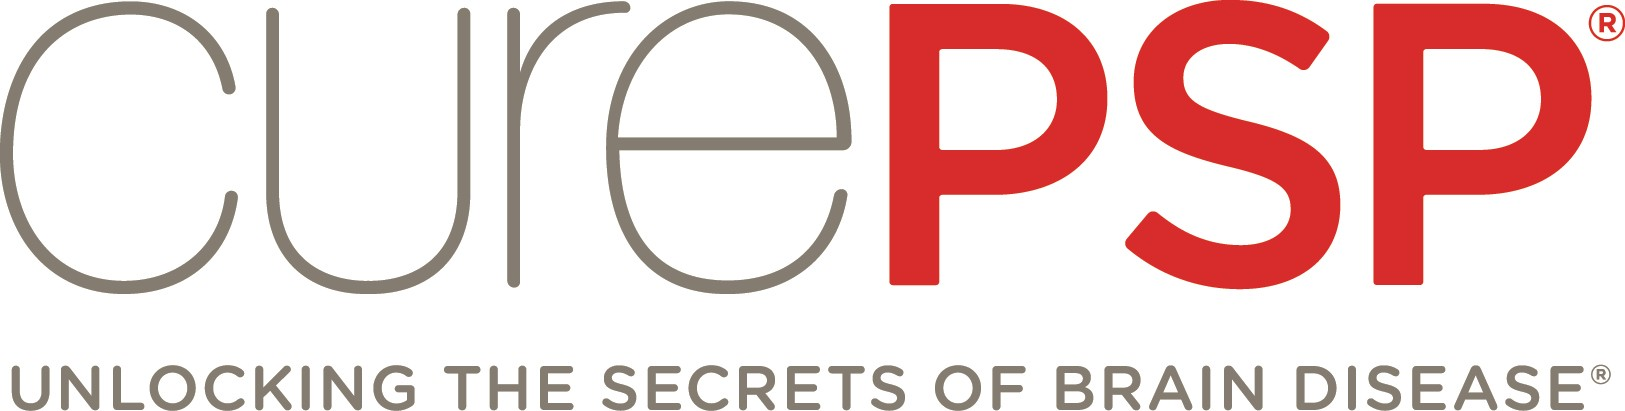 curePSP®
UNLOCKING THE SECRETS OF BRAIN DISEASE®